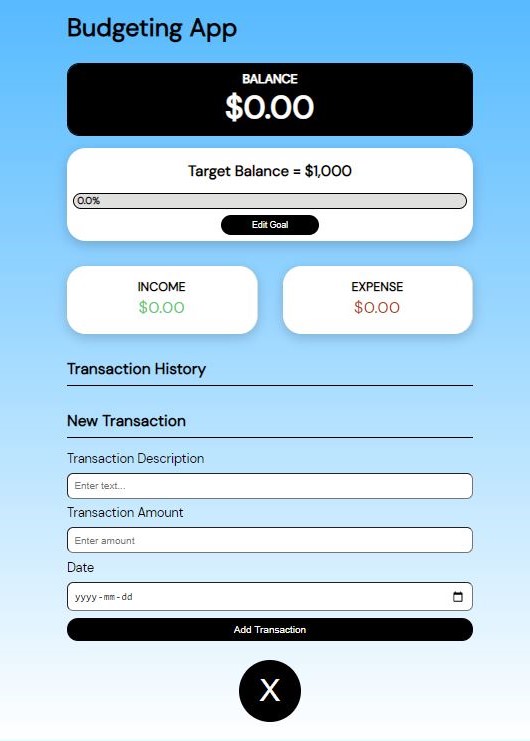 Budgeting App
BALANCE
$0.00
Target Balance = $1,000
0.0%
Edit Goal
INCOME
$0.00
EXPENSE
$0.00
Transaction History
New Transaction
Transaction Description
Enter text...
Transaction Amount
Enter amount
Date
yyyy-mm-dd
Add Transaction
X